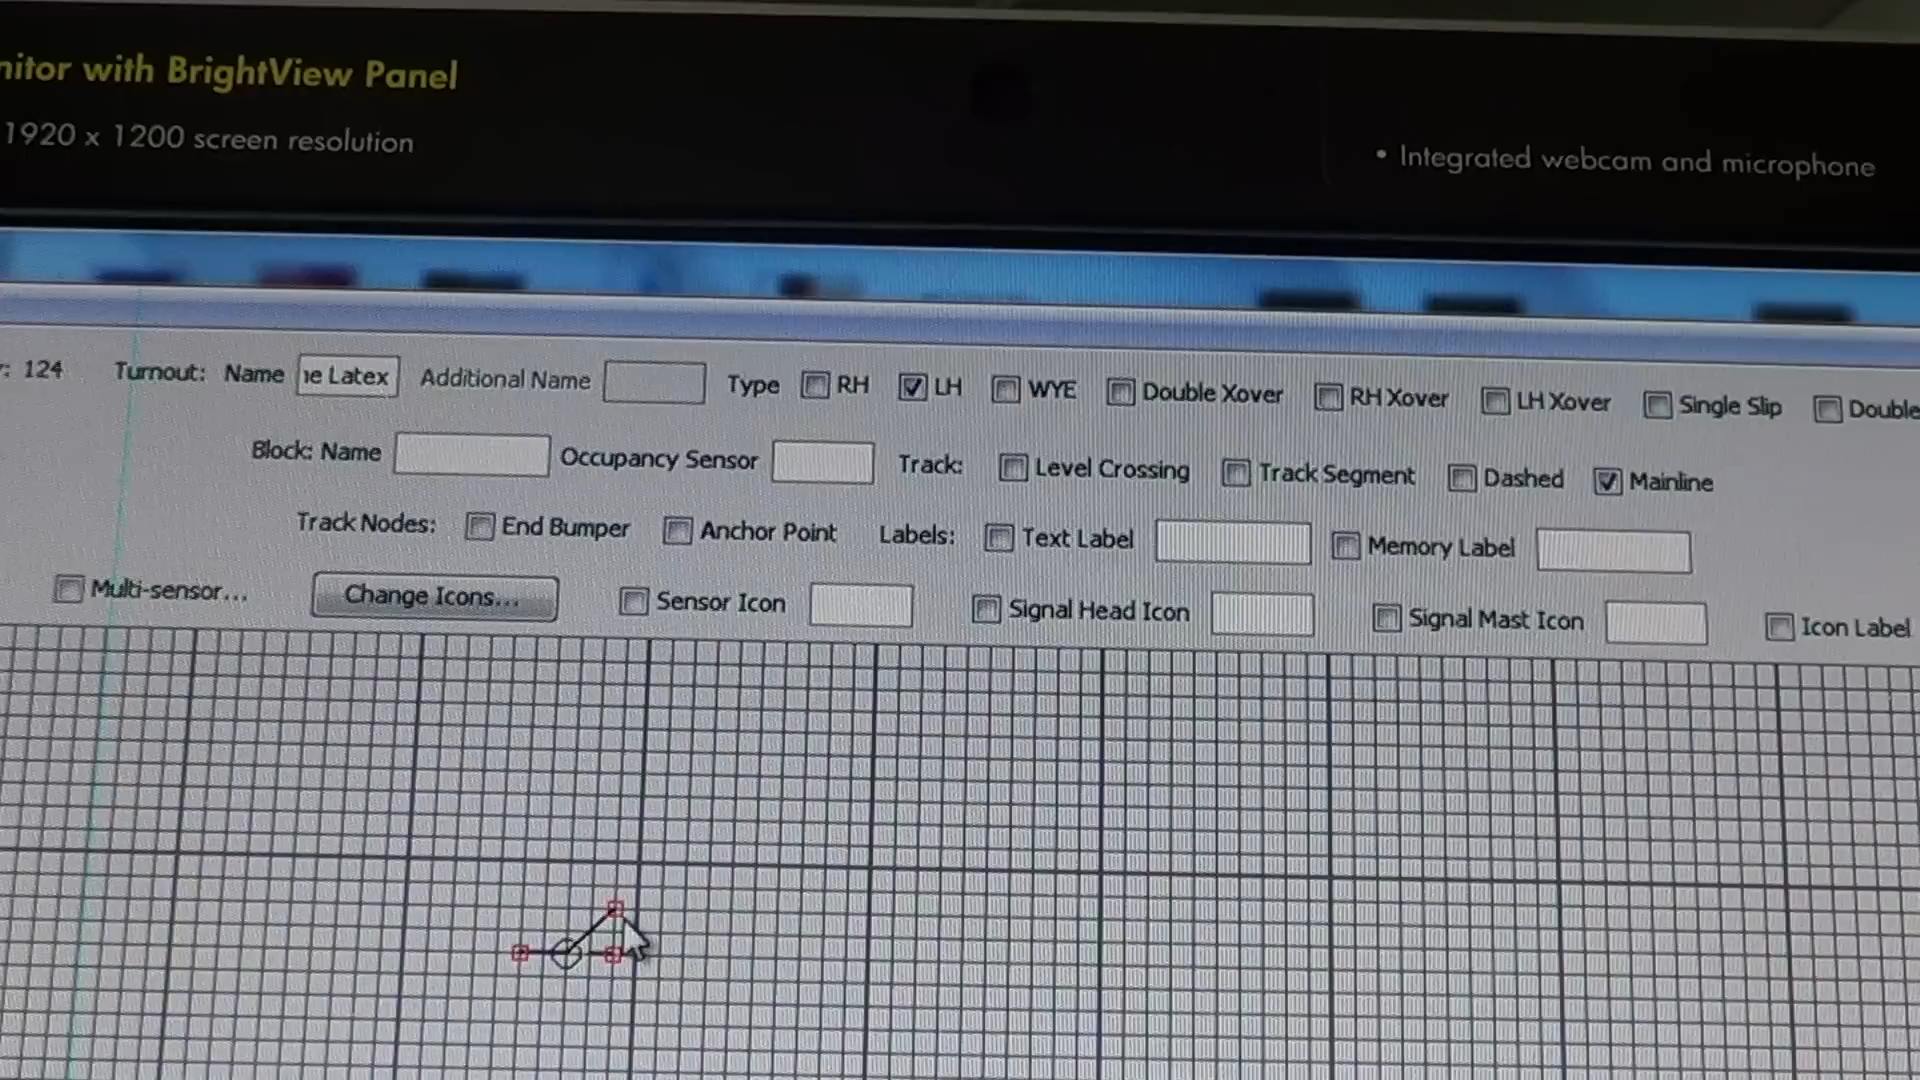 with BrightView Panel
1920 x 1200 screen resolution
• Integrated webcam and microphone
: 124 Turnout: Name Latex Additional Name Type RH LH WYE Double Xover RH Xover LH Xover Single Slip Double
Block: Name Occupancy Sensor Track: Level Crossing Track Segment Dashed Mainline
Track Nodes: End Bumper Anchor Point Labels: Text Label Memory Label
Multi-sensor... Change Icons... Sensor Icon Signal Head Icon Signal Mast Icon Icon Label